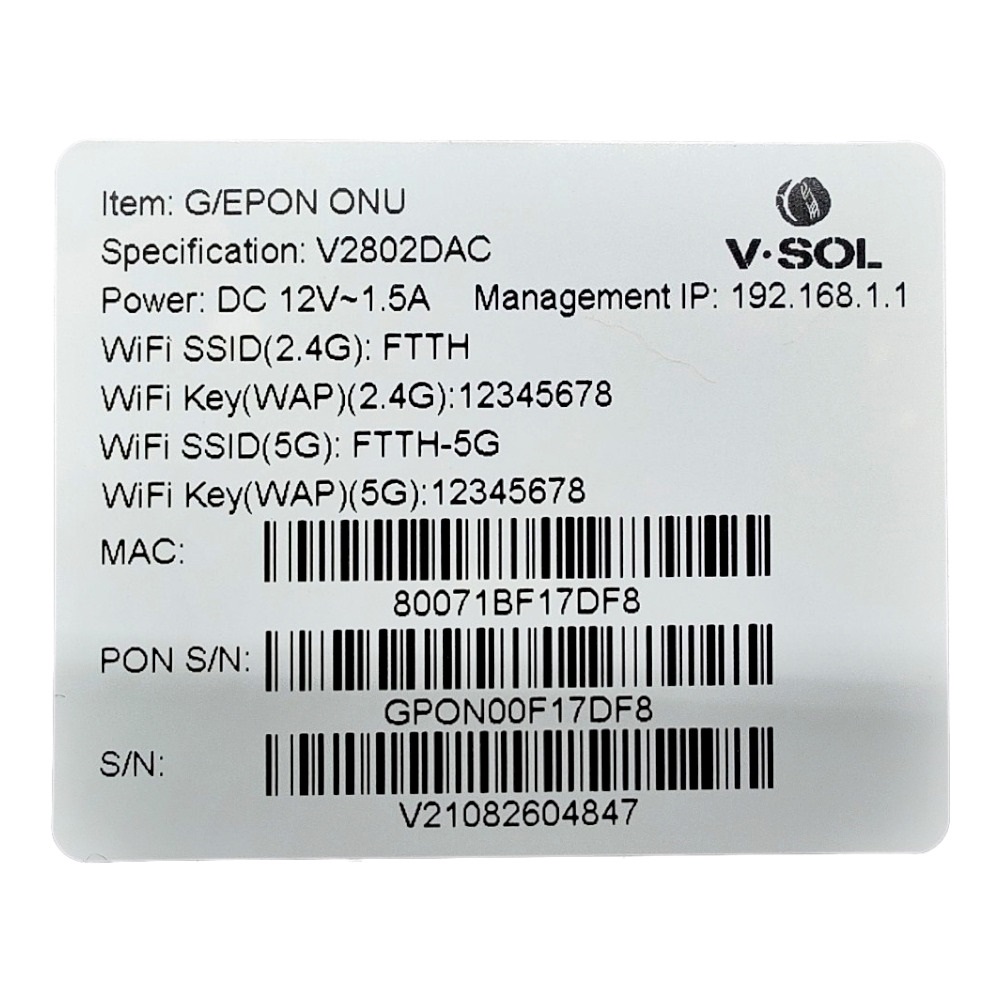 Item: G/EPON ONU
V·SOL
Specification: V2802DAC
Power: DC 12V~1.5A Management IP: 192.168.1.1
WiFi SSID(2.4G): FTTH
WiFi Key(WAP)(2.4G):12345678
WiFi SSID(5G): FTTH-5G
WiFi Key(WAP)(5G):12345678
MAC:
80071BF17DF8
PON S/N:
GPON00F17DF8
S/N:
V21082604847